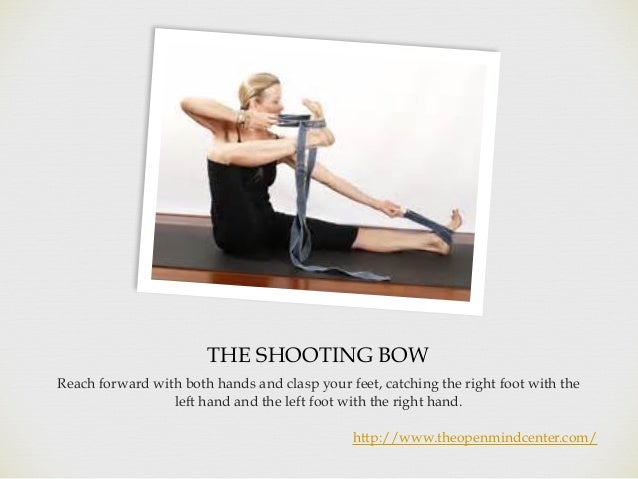 THE SHOOTING BOW
Reach forward with both hands and clasp your feet, catching the right foot with the
left hand and the left foot with the right hand.
http://www.theopenmindcenter.com/